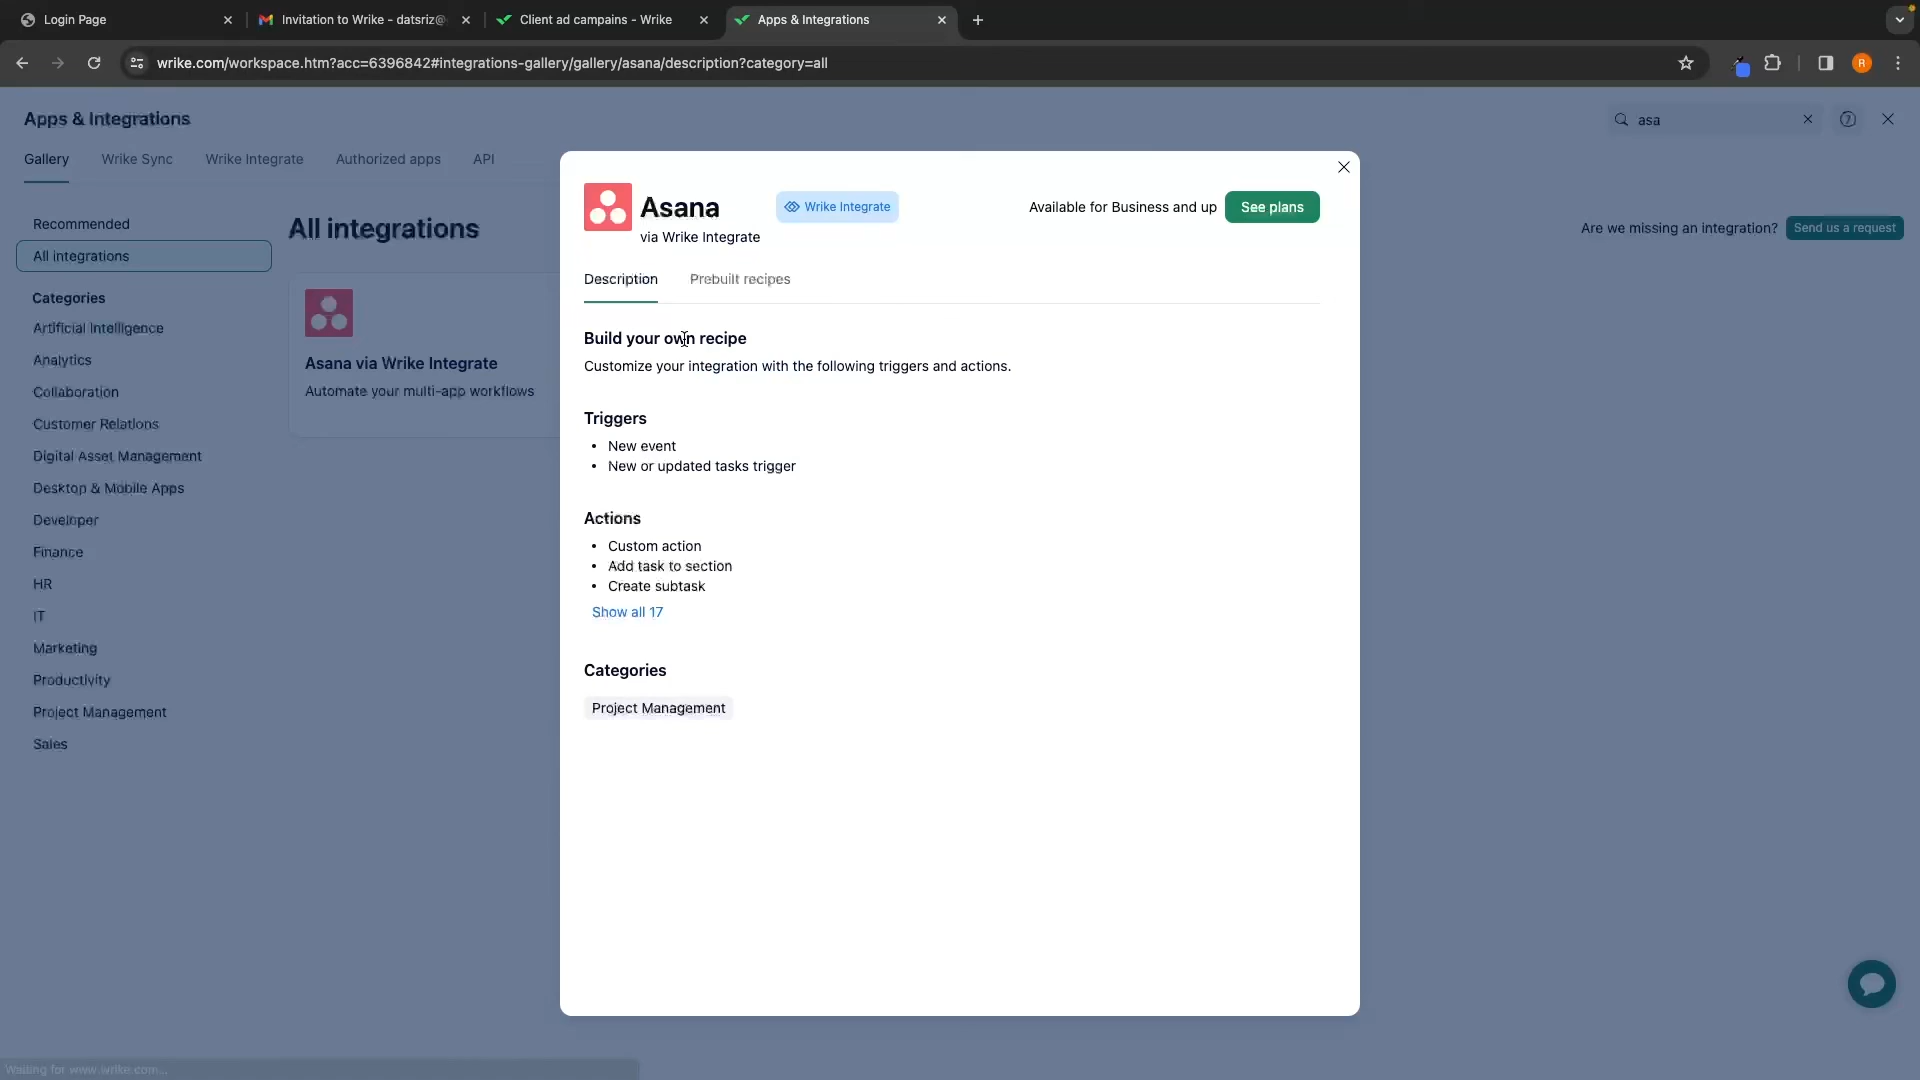 Login Page
Invitation to Wrike - datsriz@
Client ad campains - Wrike
Apps & Integrations
wrike.com/workspace.htm?acc=6396842#integrations-gallery/gallery/asana/description?category=all
R
Apps & Integrations
asa
Gallery
Wrike Sync
Wrike Integrate
Authorized apps
API
Recommended
All integrations
Categories
Artificial Intelligence
Analytics
Collaboration
Customer Relations
Digital Asset Management
Desktop & Mobile Apps
Developer
Finance
HR
IT
Marketing
Productivity
Project Management
Sales
All integrations
Are we missing an integration?
Send us a request
Asana via Wrike Integrate
Automate your multi-app workflows
Asana
Wrike Integrate
Available for Business and up
See plans
via Wrike Integrate
Description
Prebuilt recipes
Build your own recipe
Customize your integration with the following triggers and actions.
Triggers
• New event
• New or updated tasks trigger
Actions
• Custom action
• Add task to section
• Create subtask
Show all 17
Categories
Project Management
Waiting for www.wrike.com...